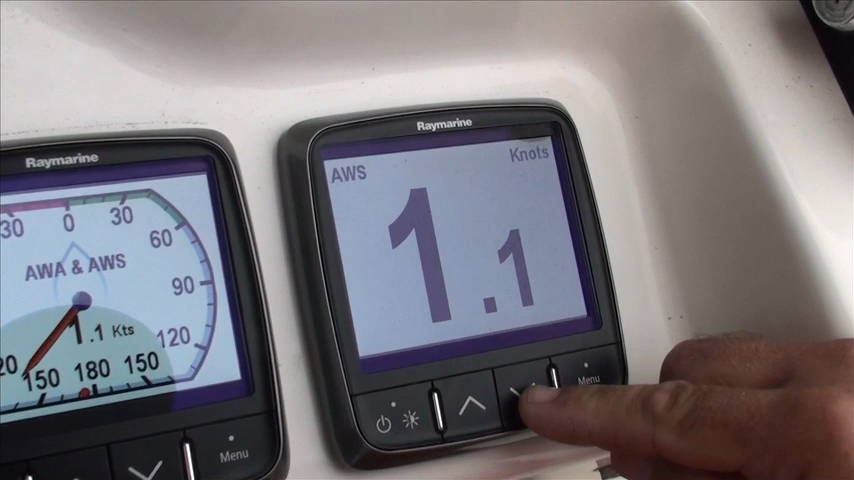 Raymarine
30 0 30
60
AWA & AWS
90
1.1 Kts
120
20 150 180 150
Menu
Raymarine
AWS Knots
1.1
Menu